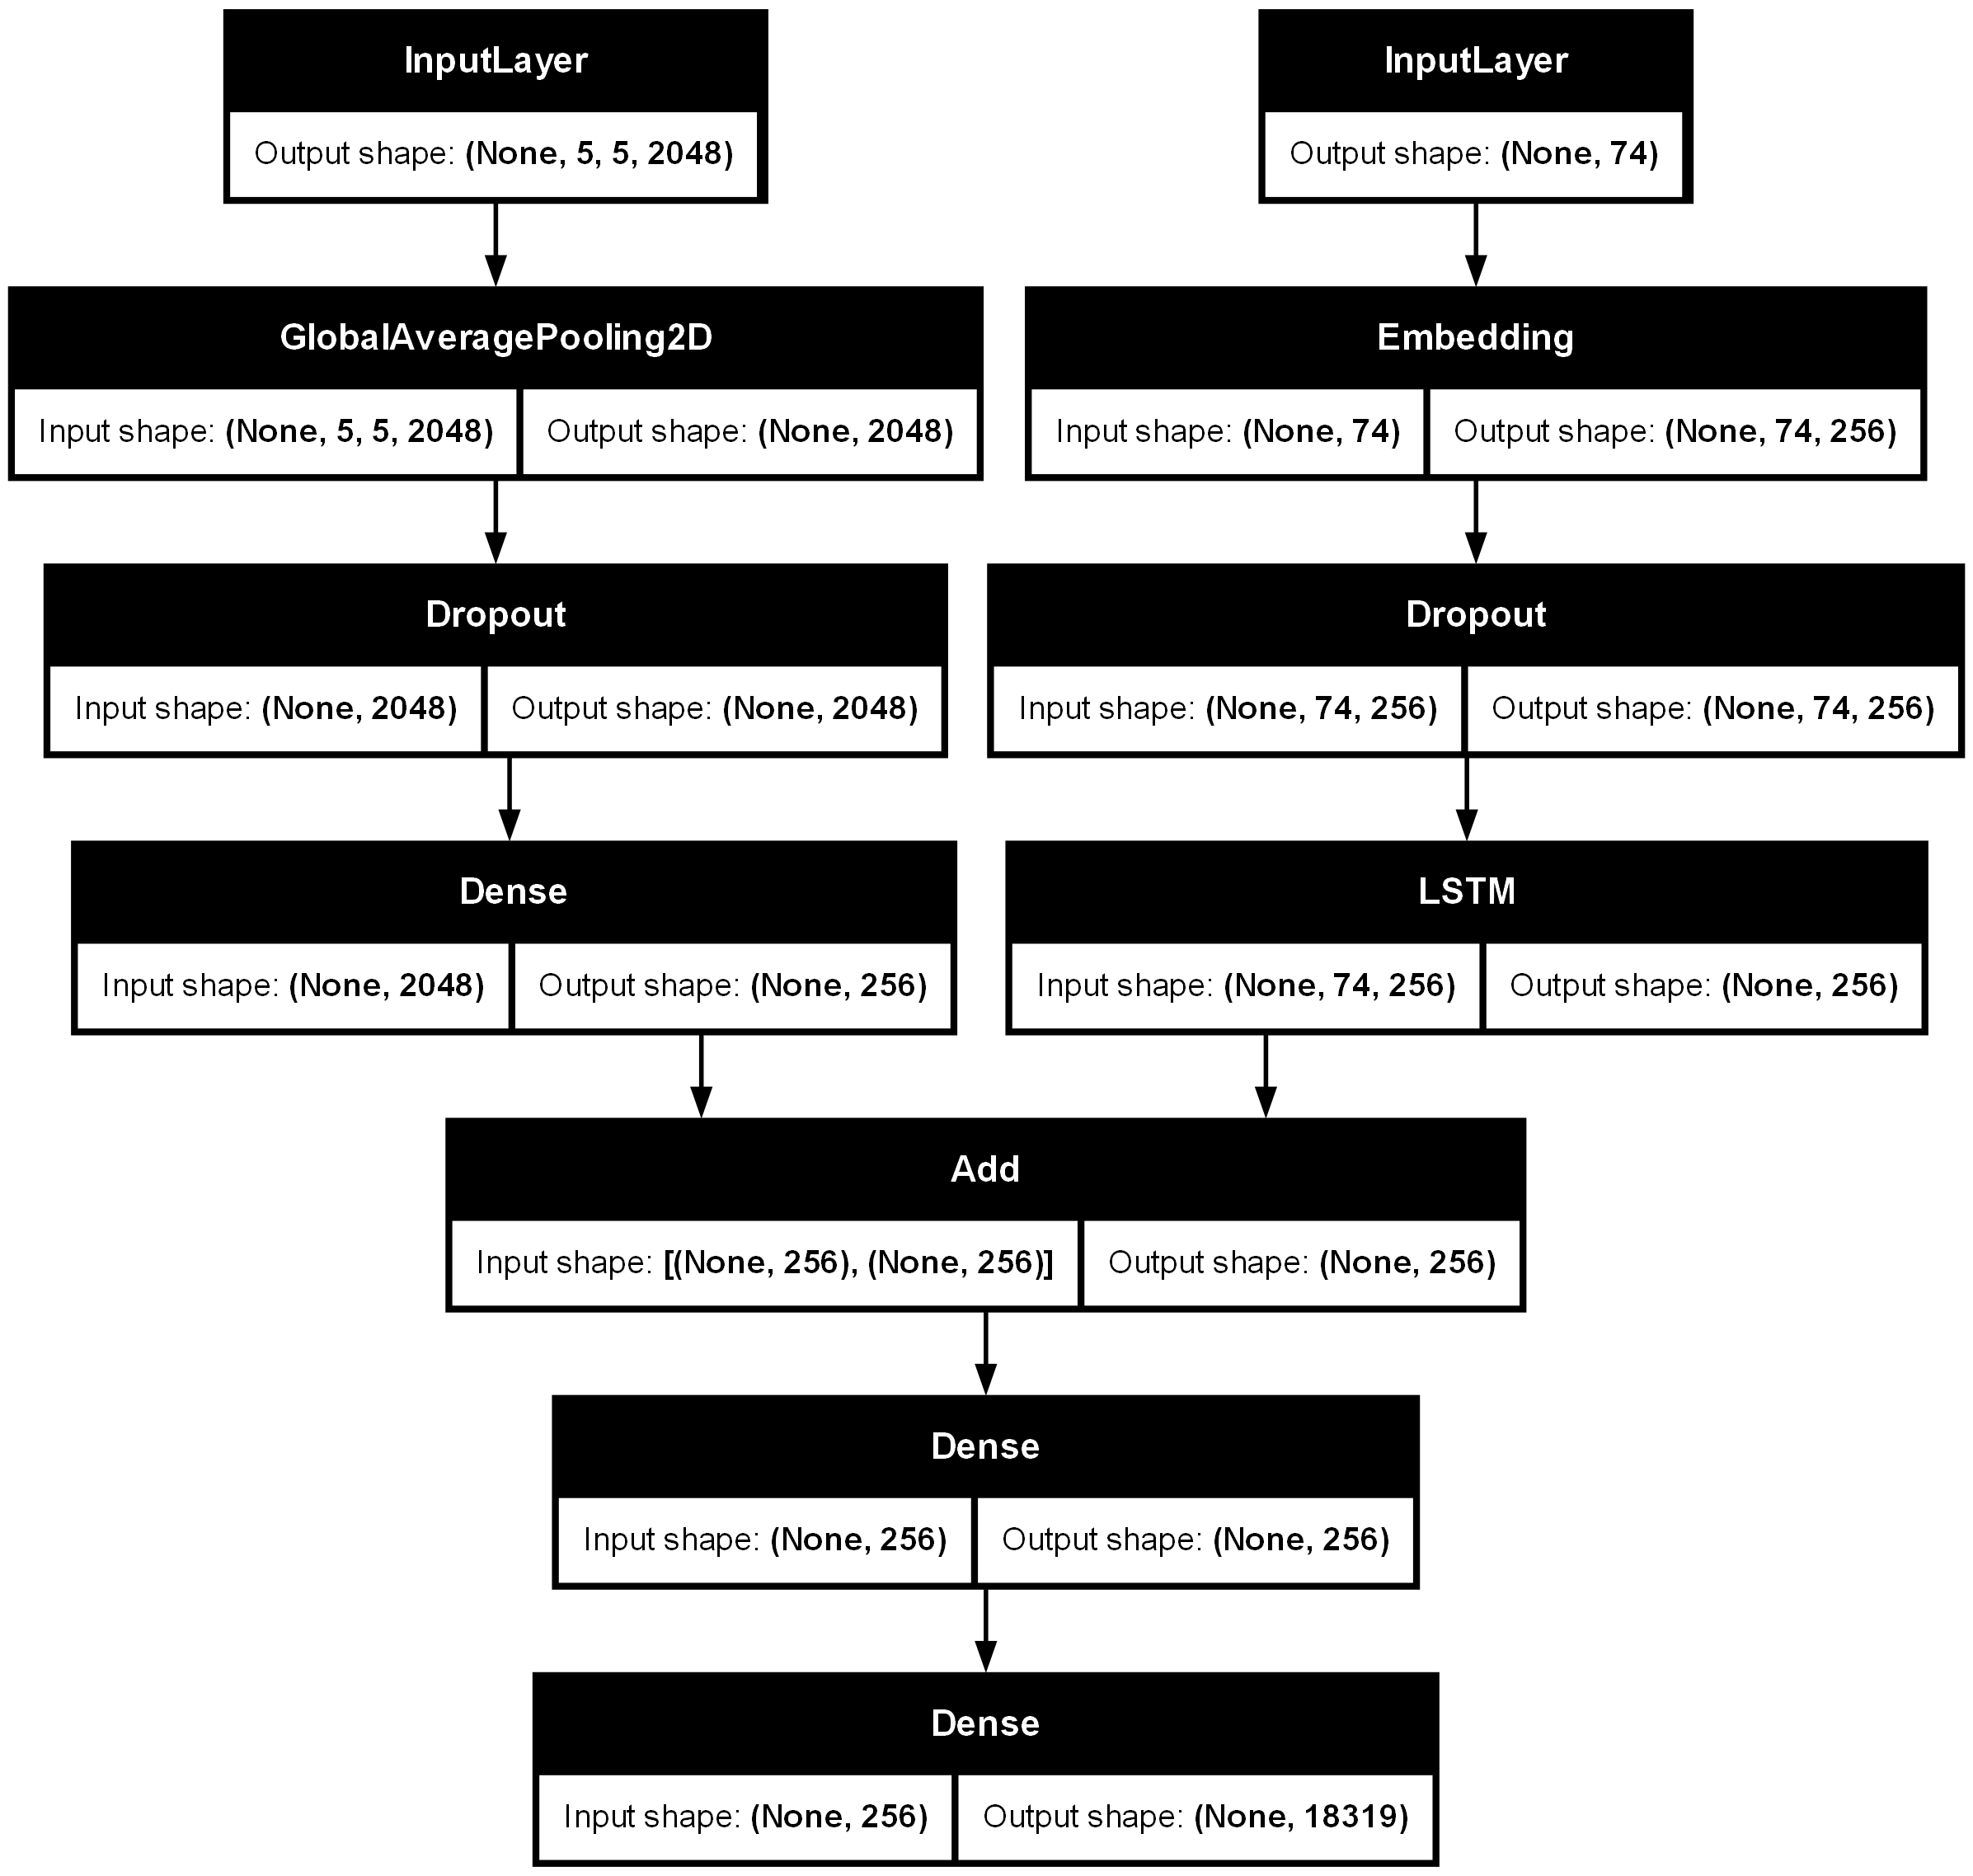 InputLayer
Output shape: (None, 5, 5, 2048)
InputLayer
Output shape: (None, 74)
GlobalAveragePooling2D
Input shape: (None, 5, 5, 2048)
Output shape: (None, 2048)
Embedding
Input shape: (None, 74)
Output shape: (None, 74, 256)
Dropout
Input shape: (None, 2048)
Output shape: (None, 2048)
Dropout
Input shape: (None, 74, 256)
Output shape: (None, 74, 256)
Dense
Input shape: (None, 2048)
Output shape: (None, 256)
LSTM
Input shape: (None, 74, 256)
Output shape: (None, 256)
Add
Input shape: [(None, 256), (None, 256)]
Output shape: (None, 256)
Dense
Input shape: (None, 256)
Output shape: (None, 256)
Dense
Input shape: (None, 256)
Output shape: (None, 18319)